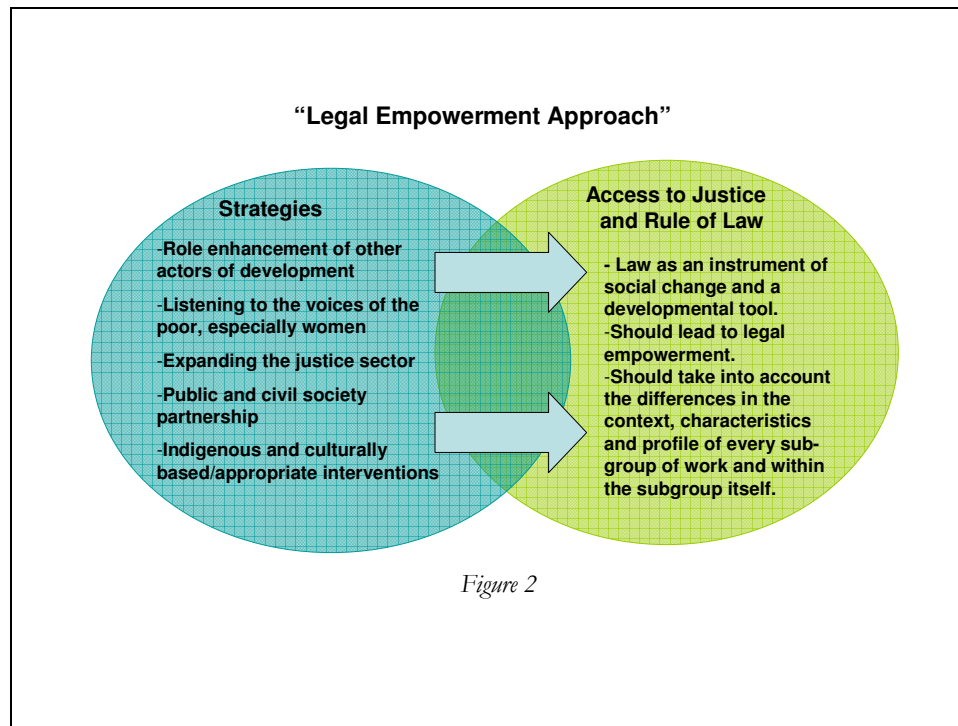 “Legal Empowerment Approach”
Strategies
-Role enhancement of other
actors of development
-Listening to the voices of the
poor, especially women
-Expanding the justice sector
-Public and civil society
partnership
-Indigenous and culturally
based/appropriate interventions
Access to Justice
and Rule of Law
- Law as an instrument of
social change and a
developmental tool.
-Should lead to legal
empowerment.
-Should take into account
the differences in the
context, characteristics
and profile of every sub-
group of work and within
the subgroup itself.
Figure 2